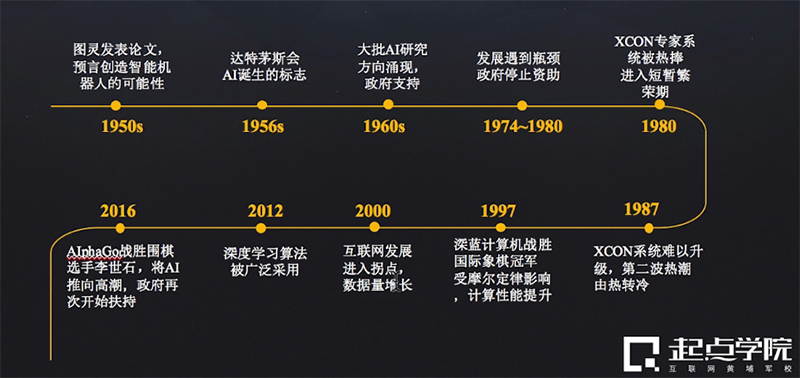 图灵发表论文，
预言创造智能机
器人的可能性
1950s
达特茅斯会
AI诞生的标志
1956s
大批AI研究
方向涌现，
政府支持
1960s
发展遇到瓶颈
政府停止资助
1974~1980
XCON专家系
统被热捧
进入短暂繁
荣期
1980
2016
AlphaGo战胜围棋
选手李世石，将AI
推向高潮，政府再
次开始扶持
2012
深度学习算法
被广泛采用
2000
互联网发展
进入拐点，
数据量增长
1997
深蓝计算机战胜
国际象棋冠军
受摩尔定律影响
，计算性能提升
1987
XCON系统难以升
级，第二波热潮
由热转冷
起点学院
互联网黄埔军校